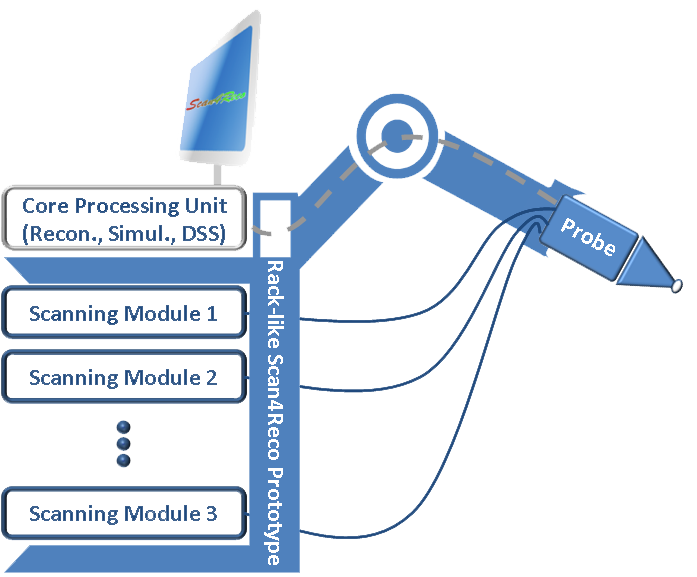 Scan4Reco
Core Processing Unit
(Recon., Simul., DSS)
Probe
Rack-like Scan4Reco Prototype
Scanning Module 1
Scanning Module 2
Scanning Module 3